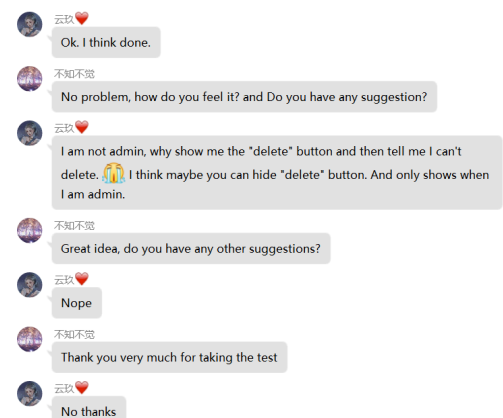 云玖❤️
Ok. I think done.
不知不觉
No problem, how do you feel it? and Do you have any suggestion?
云玖❤️
I am not admin, why show me the "delete" button and then tell me I can't
delete. 😭 I think maybe you can hide "delete" button. And only shows when
I am admin.
不知不觉
Great idea, do you have any other suggestions?
云玖❤️
Nope
不知不觉
Thank you very much for taking the test
云玖❤️
No thanks